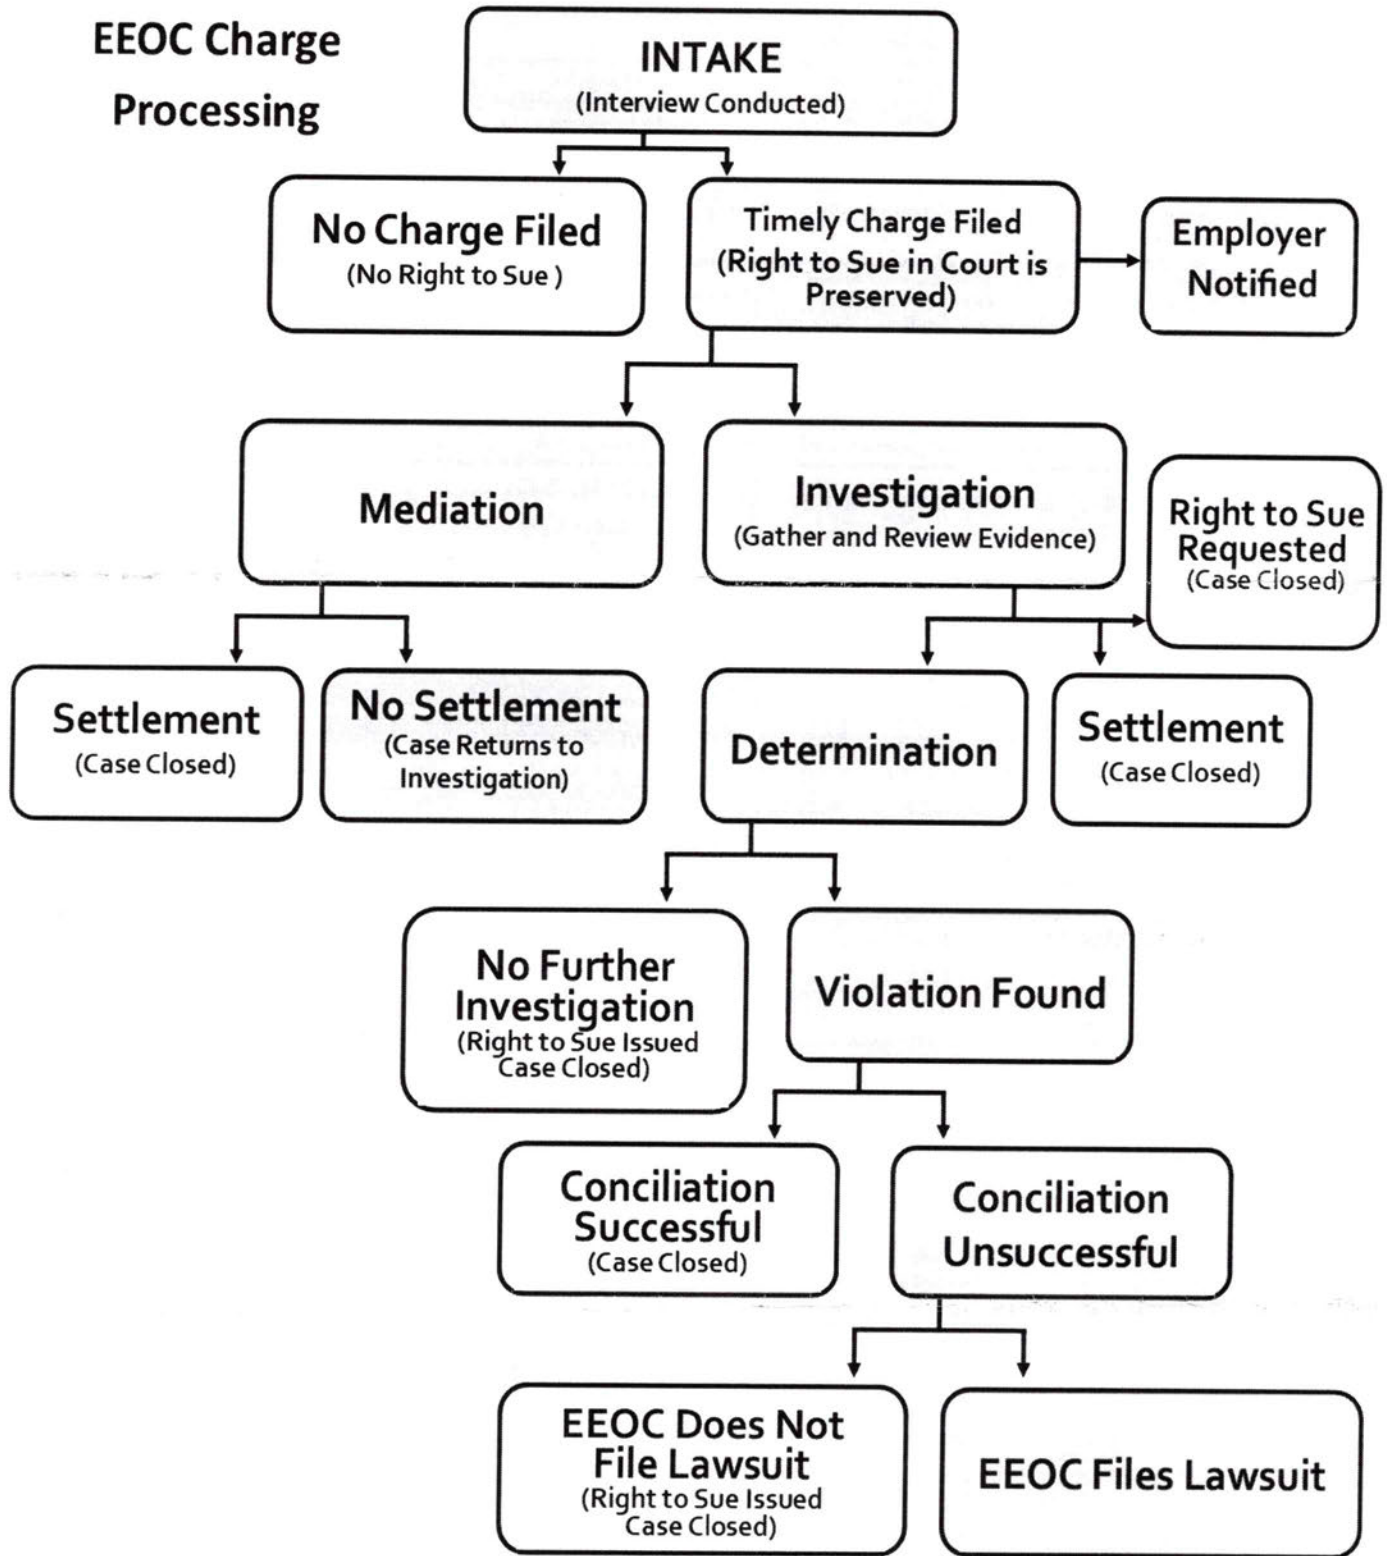 EEOC Charge
Processing
INTAKE
(Interview Conducted)
No Charge Filed
(No Right to Sue )
Timely Charge Filed
(Right to Sue in Court is
Preserved)
Employer
Notified
Mediation
Investigation
(Gather and Review Evidence)
Right to Sue
Requested
(Case Closed)
Settlement
(Case Closed)
No Settlement
(Case Returns to
Investigation)
Determination
Settlement
(Case Closed)
No Further
Investigation
(Right to Sue Issued
Case Closed)
Violation Found
Conciliation
Successful
(Case Closed)
Conciliation
Unsuccessful
EEOC Does Not
File Lawsuit
(Right to Sue Issued
Case Closed)
EEOC Files Lawsuit